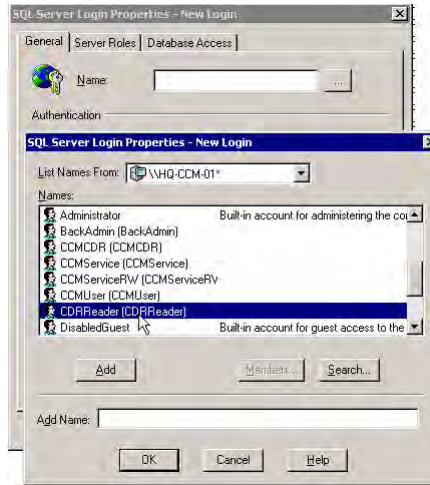 SQL Server Login Properties - New Login
General Server Roles Database Access
Name:
...
Authentication
SQL Server Login Properties - New Login
List Names From: \\HQ-CCM-01*
Names:
Administrator Built-in account for administering the co
BackAdmin (BackAdmin)
CCMCDR (CCMCDR)
CCMService (CCMService)
CCMServiceRW (CCMServiceRV
CCMUser (CCMUser)
CDRReader (CDRReader)
DisabledGuest Built-in account for guest access to the
Add Members... Search...
Add Name:
OK Cancel Help